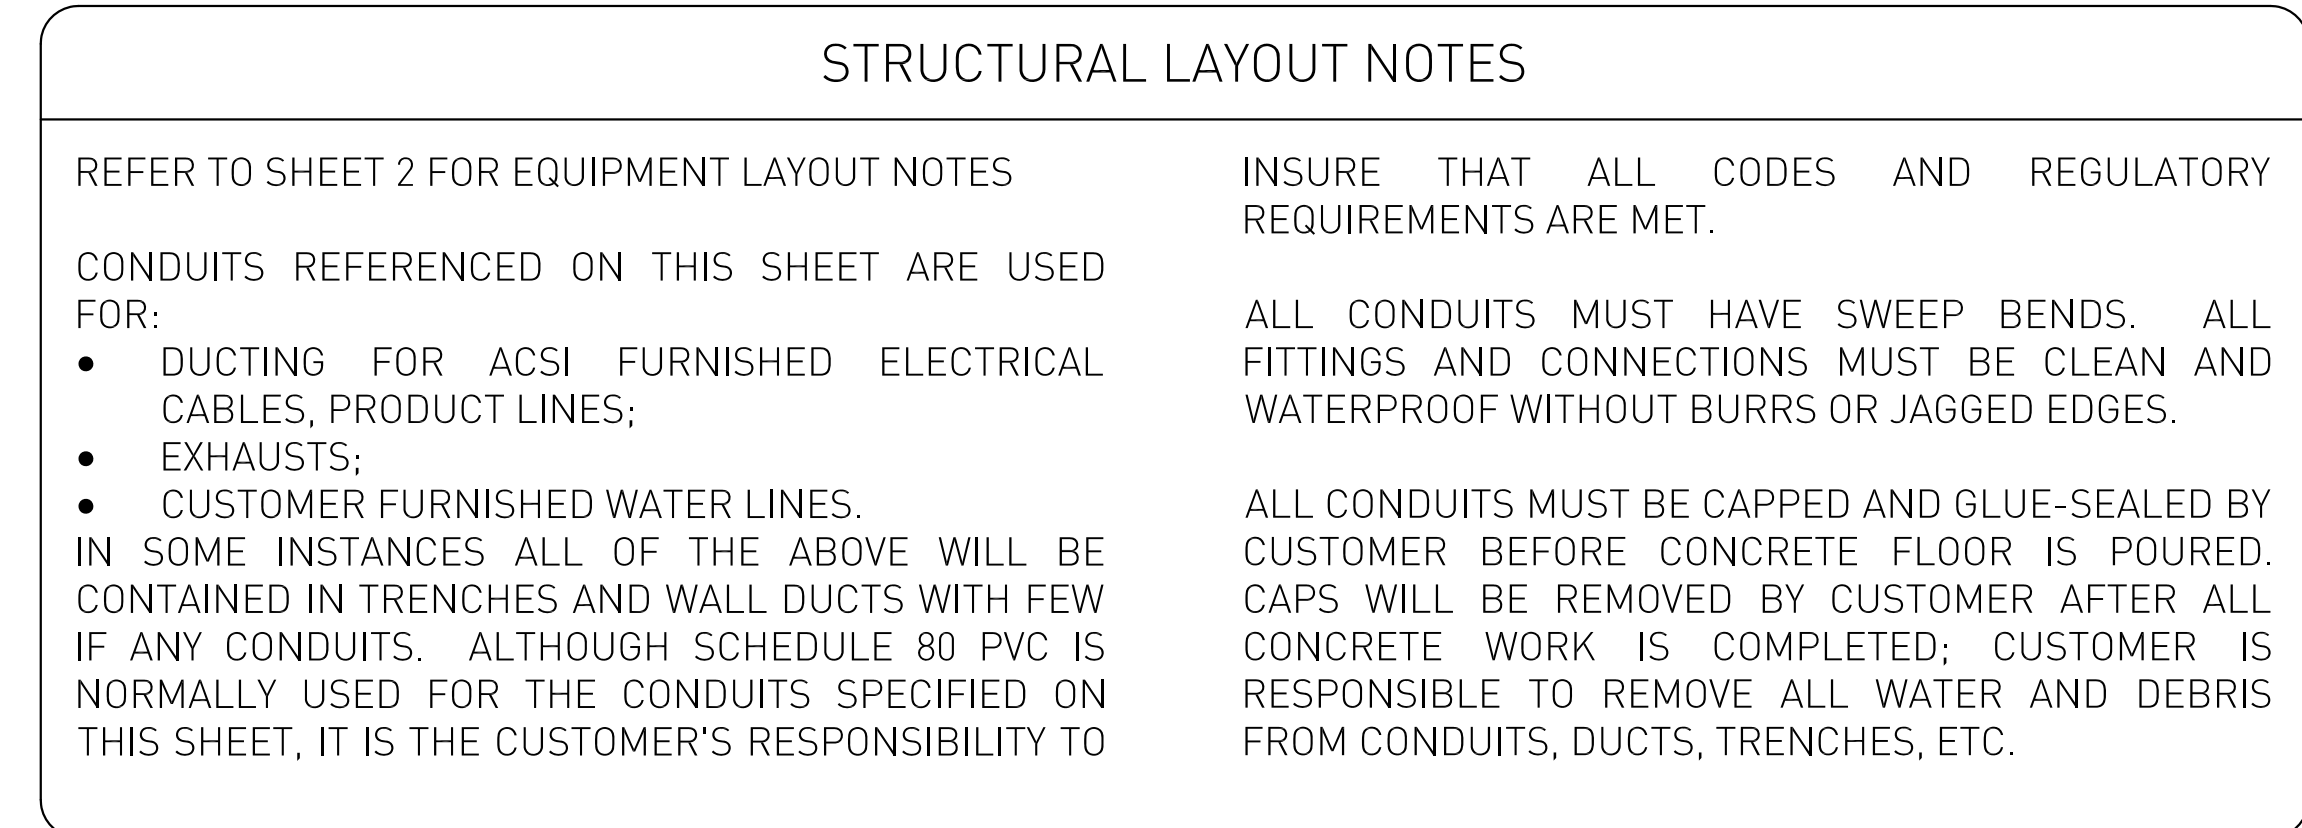 STRUCTURAL LAYOUT NOTES
REFER TO SHEET 2 FOR EQUIPMENT LAYOUT NOTES
CONDUITS REFERENCED ON THIS SHEET ARE USED
FOR:
• DUCTING FOR ACSI FURNISHED ELECTRICAL
CABLES, PRODUCT LINES;
• EXHAUSTS;
• CUSTOMER FURNISHED WATER LINES.
IN SOME INSTANCES ALL OF THE ABOVE WILL BE
CONTAINED IN TRENCHES AND WALL DUCTS WITH FEW
IF ANY CONDUITS. ALTHOUGH SCHEDULE 80 PVC IS
NORMALLY USED FOR THE CONDUITS SPECIFIED ON
THIS SHEET, IT IS THE CUSTOMER'S RESPONSIBILITY TO
INSURE THAT ALL CODES AND REGULATORY
REQUIREMENTS ARE MET.
ALL CONDUITS MUST HAVE SWEEP BENDS. ALL
FITTINGS AND CONNECTIONS MUST BE CLEAN AND
WATERPROOF WITHOUT BURRS OR JAGGED EDGES.
ALL CONDUITS MUST BE CAPPED AND GLUE-SEALED BY
CUSTOMER BEFORE CONCRETE FLOOR IS POURED.
CAPS WILL BE REMOVED BY CUSTOMER AFTER ALL
CONCRETE WORK IS COMPLETED; CUSTOMER IS
RESPONSIBLE TO REMOVE ALL WATER AND DEBRIS
FROM CONDUITS, DUCTS, TRENCHES, ETC.